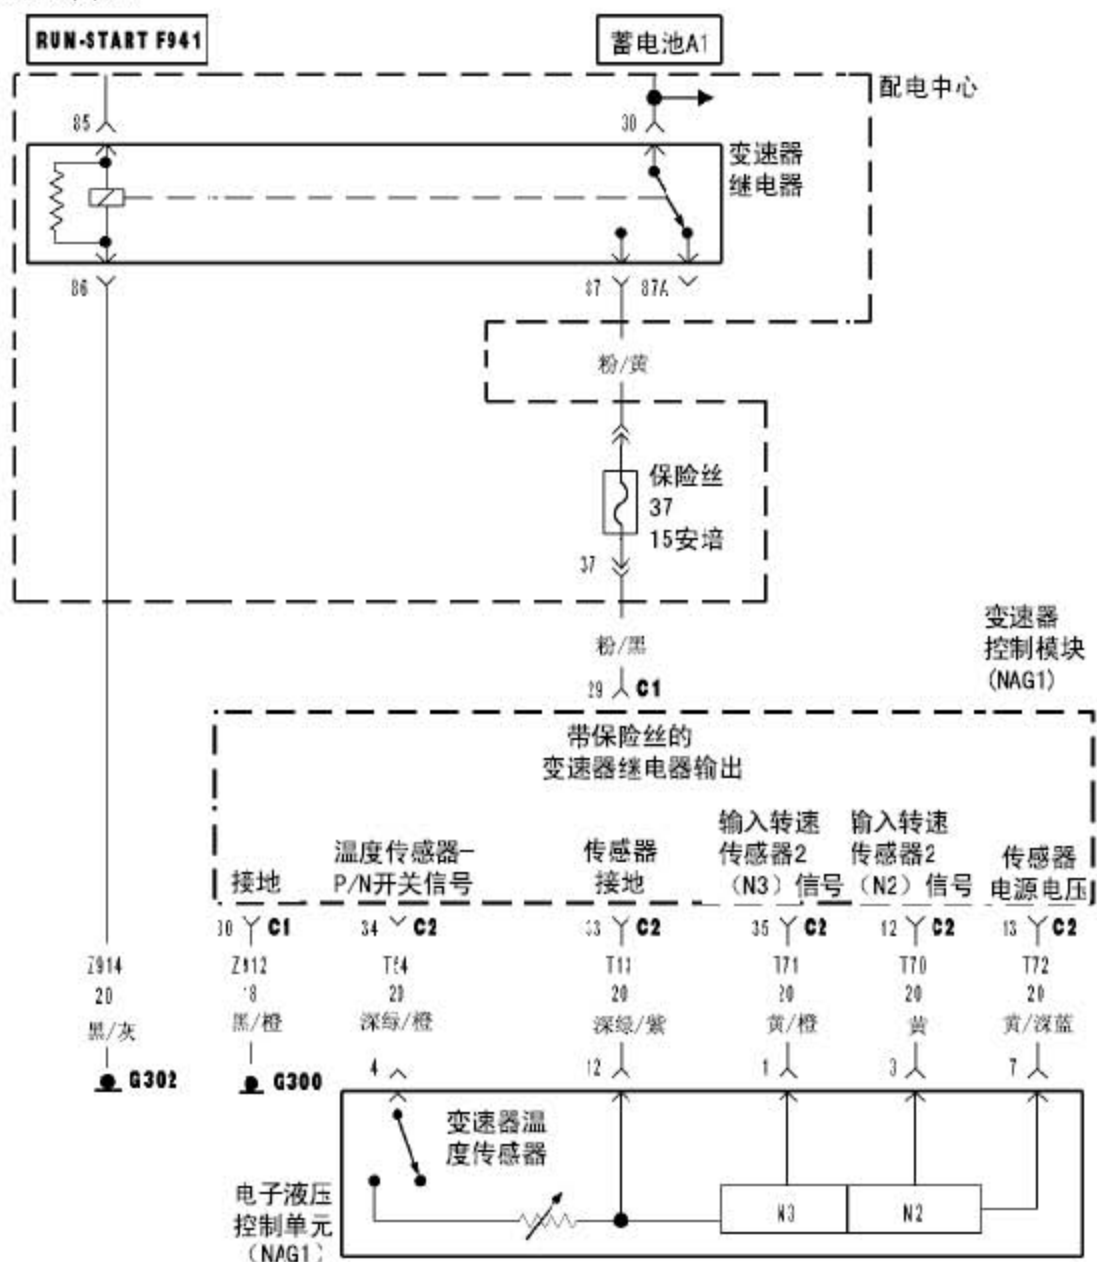 RUN-START F941
蓄电池A1
配电中心
85
30
变速器
继电器
86
87
87A
粉/黄
保险丝
37
15安培
37
粉/黑
29 C1
变速器
控制模块
(NAG1)
带保险丝的
变速器继电器输出
接地
温度传感器-
P/N开关信号
传感器
接地
输入转速
传感器2
(N3)信号
输入转速
传感器2
(N2)信号
传感器
电源电压
30 C1
34 C2
33 C2
35 C2
12 C2
13 C2
Z914
20
黑/灰
Z912
18
黑/橙
20
深绿/橙
20
深绿/紫
T71
20
黄/橙
T70
20
黄
T72
20
黄/深蓝
G302
G300
4
12
1
3
7
变速器温
度传感器
电子液压
控制单元
(NAG1)
N3
N2